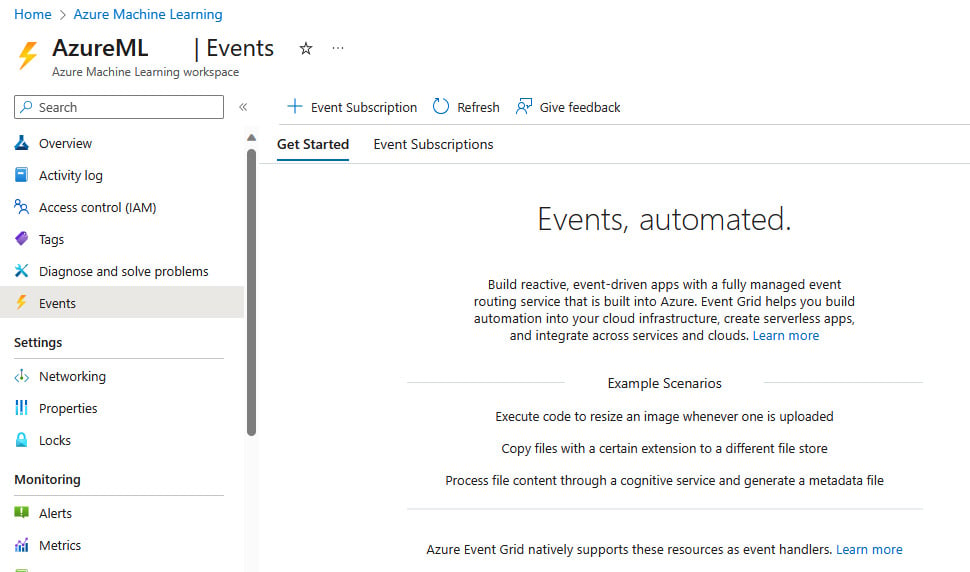 Home > Azure Machine Learning
AzureML | Events
Azure Machine Learning workspace
Search
Overview
Activity log
Access control (IAM)
Tags
Diagnose and solve problems
Events
Settings
Networking
Properties
Locks
Monitoring
Alerts
Metrics
Event Subscription Refresh Give feedback
Get Started Event Subscriptions
Events, automated.
Build reactive, event-driven apps with a fully managed event
routing service that is built into Azure. Event Grid helps you build
automation into your cloud infrastructure, create serverless apps,
and integrate across services and clouds. Learn more
Example Scenarios
Execute code to resize an image whenever one is uploaded
Copy files with a certain extension to a different file store
Process file content through a cognitive service and generate a metadata file
Azure Event Grid natively supports these resources as event handlers. Learn more